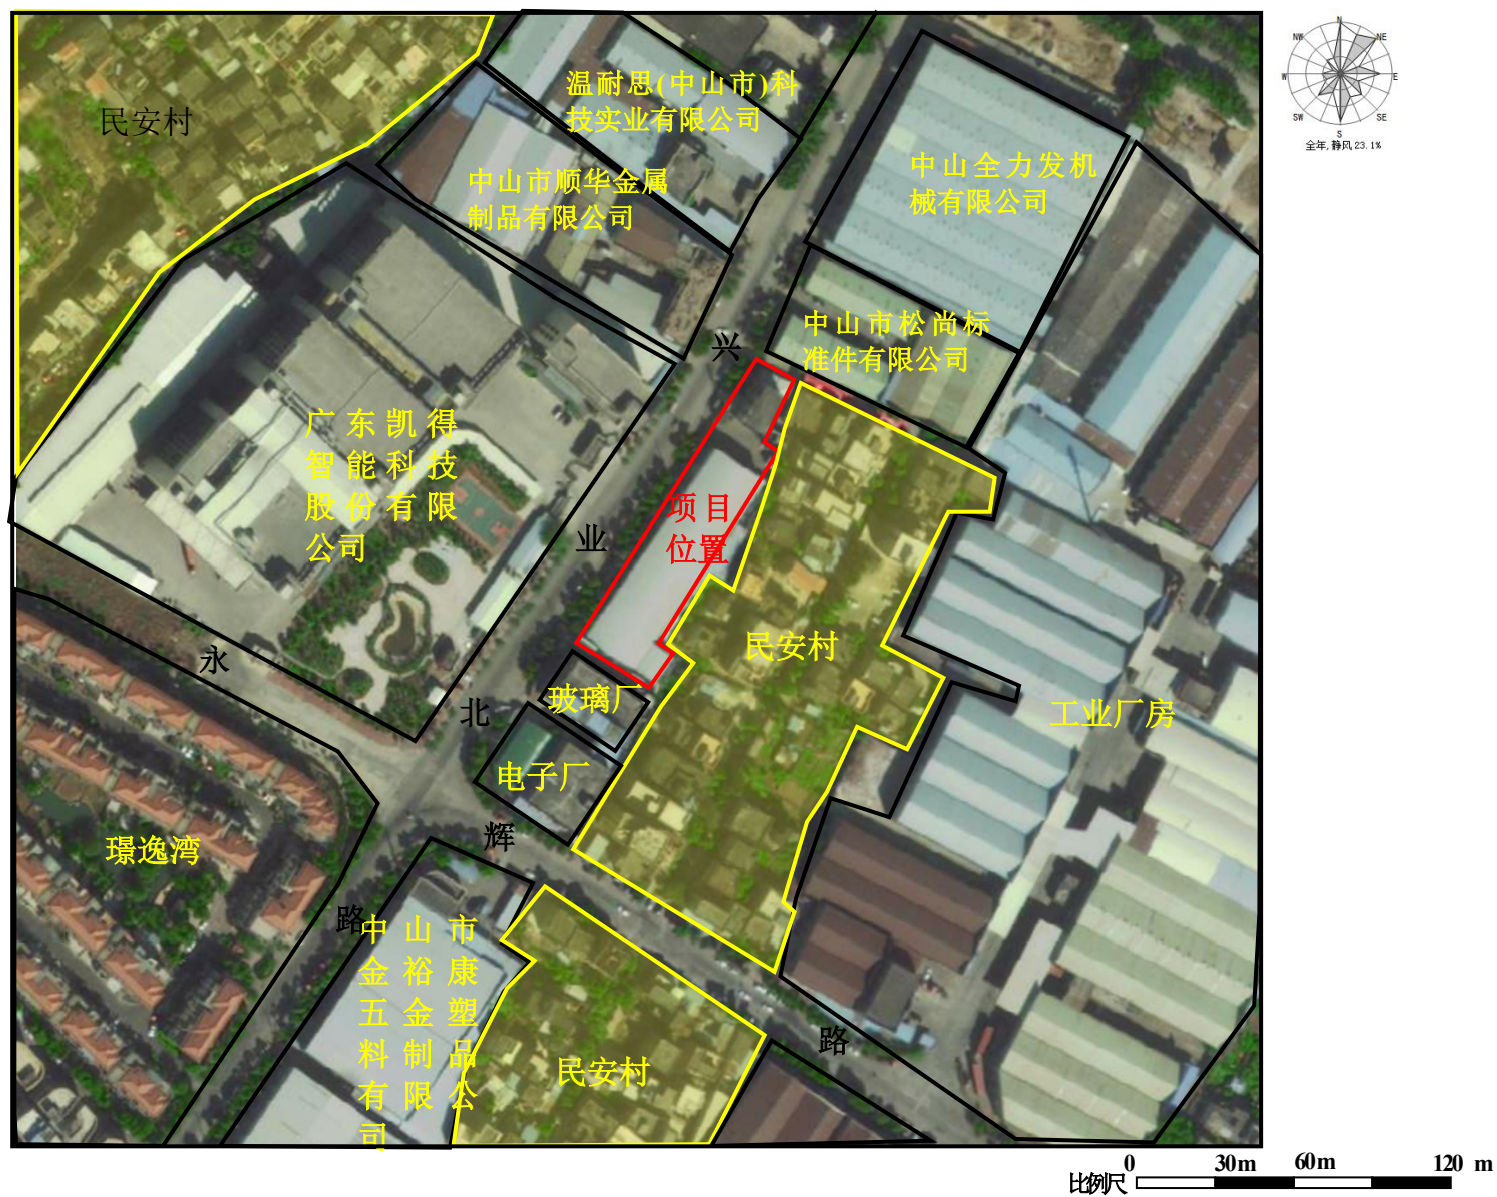 N
NW
NE
W
E
SW
SE
S
全年,静风23.1%
民安村
温耐思(中山市)科
技实业有限公司
中山市顺华金属
制品有限公司
中山全力发机
械有限公司
中山市松尚标
准件有限公司
兴
业
北
路
广东凯得
智能科技
股份有限
公司
项目
位置
民安村
玻璃厂
电子厂
工业厂房
永
辉
路
璟逸湾
中山市
金裕康
五金塑
料制品
有限公
司
民安村
比例尺
0
30m
60m
120 m